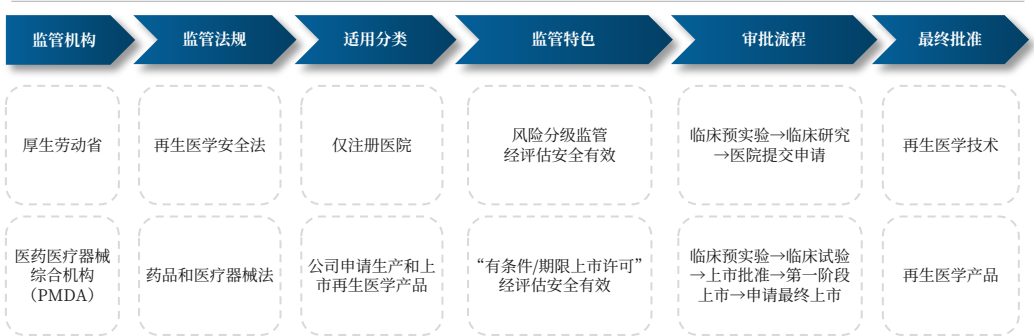 监管机构
监管法规
适用分类
监管特色
审批流程
最终批准
厚生劳动省
再生医学安全法
仅注册医院
风险分级监管
经评估安全有效
临床预实验→临床研究
→医院提交申请
再生医学技术
医药医疗器械
综合机构
（PMDA）
药品和医疗器械法
公司申请生产和上
市再生医学产品
“有条件/期限上市许可”
经评估安全有效
临床预实验→临床试验
→上市批准→第一阶段
上市→申请最终上市
再生医学产品